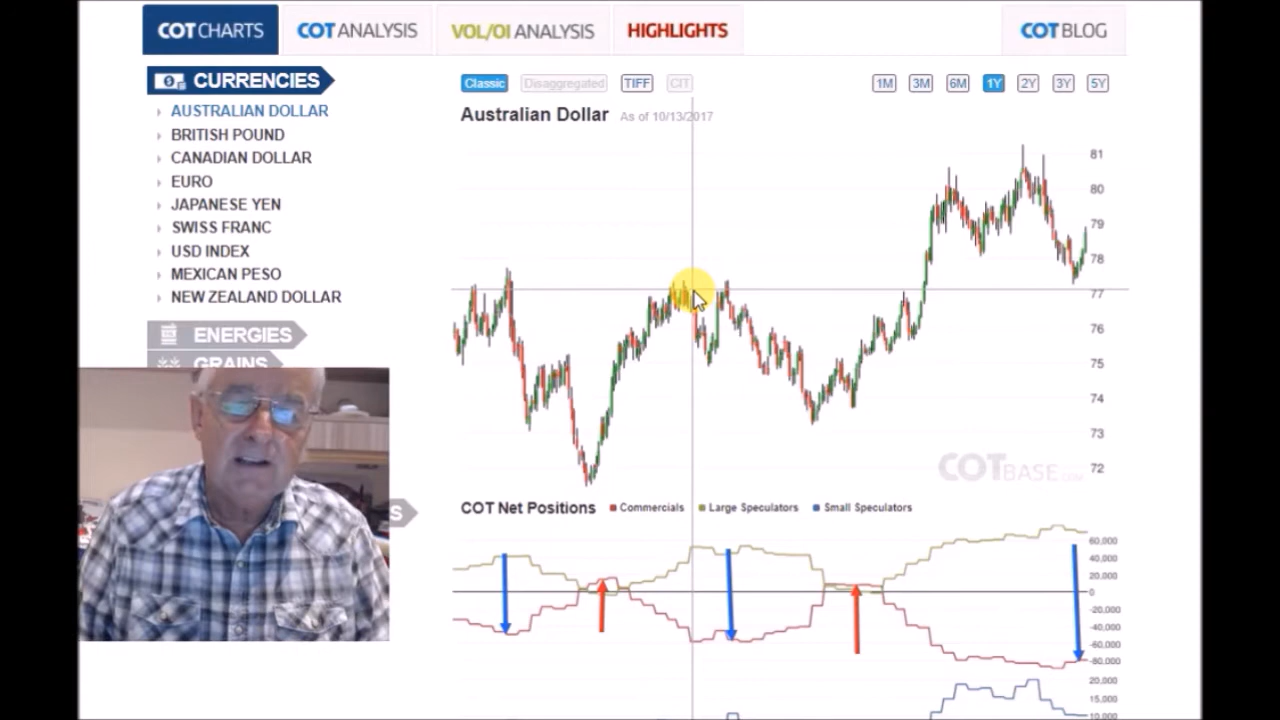 COT CHARTS
COT ANALYSIS
VOL/OI ANALYSIS
HIGHLIGHTS
COT BLOG
CURRENCIES
AUSTRALIAN DOLLAR
BRITISH POUND
CANADIAN DOLLAR
EURO
JAPANESE YEN
SWISS FRANC
USD INDEX
MEXICAN PESO
NEW ZEALAND DOLLAR
ENERGIES
GRAINS
S
Classic
Disaggregated
TIFF
CIT
1M
3M
6M
1Y
2Y
3Y
5Y
Australian Dollar As of 10/13/2017
81
80
79
78
77
76
75
74
73
72
COTBASE.COM
COT Net Positions
Commercials
Large Speculators
Small Speculators
60,000
40,000
20,000
0
-20,000
-40,000
-60,000
-80,000
20,000
15,000
10,000